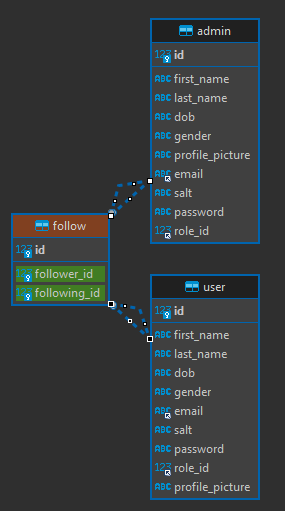 admin
123 id
ABC first_name
ABC last_name
ABC dob
ABC gender
ABC profile_picture
ABC email
ABC salt
ABC password
123 role_id
follow
123 id
123 follower_id
123 following_id
user
123 id
ABC first_name
ABC last_name
ABC dob
ABC gender
ABC email
ABC salt
ABC password
123 role_id
ABC profile_picture